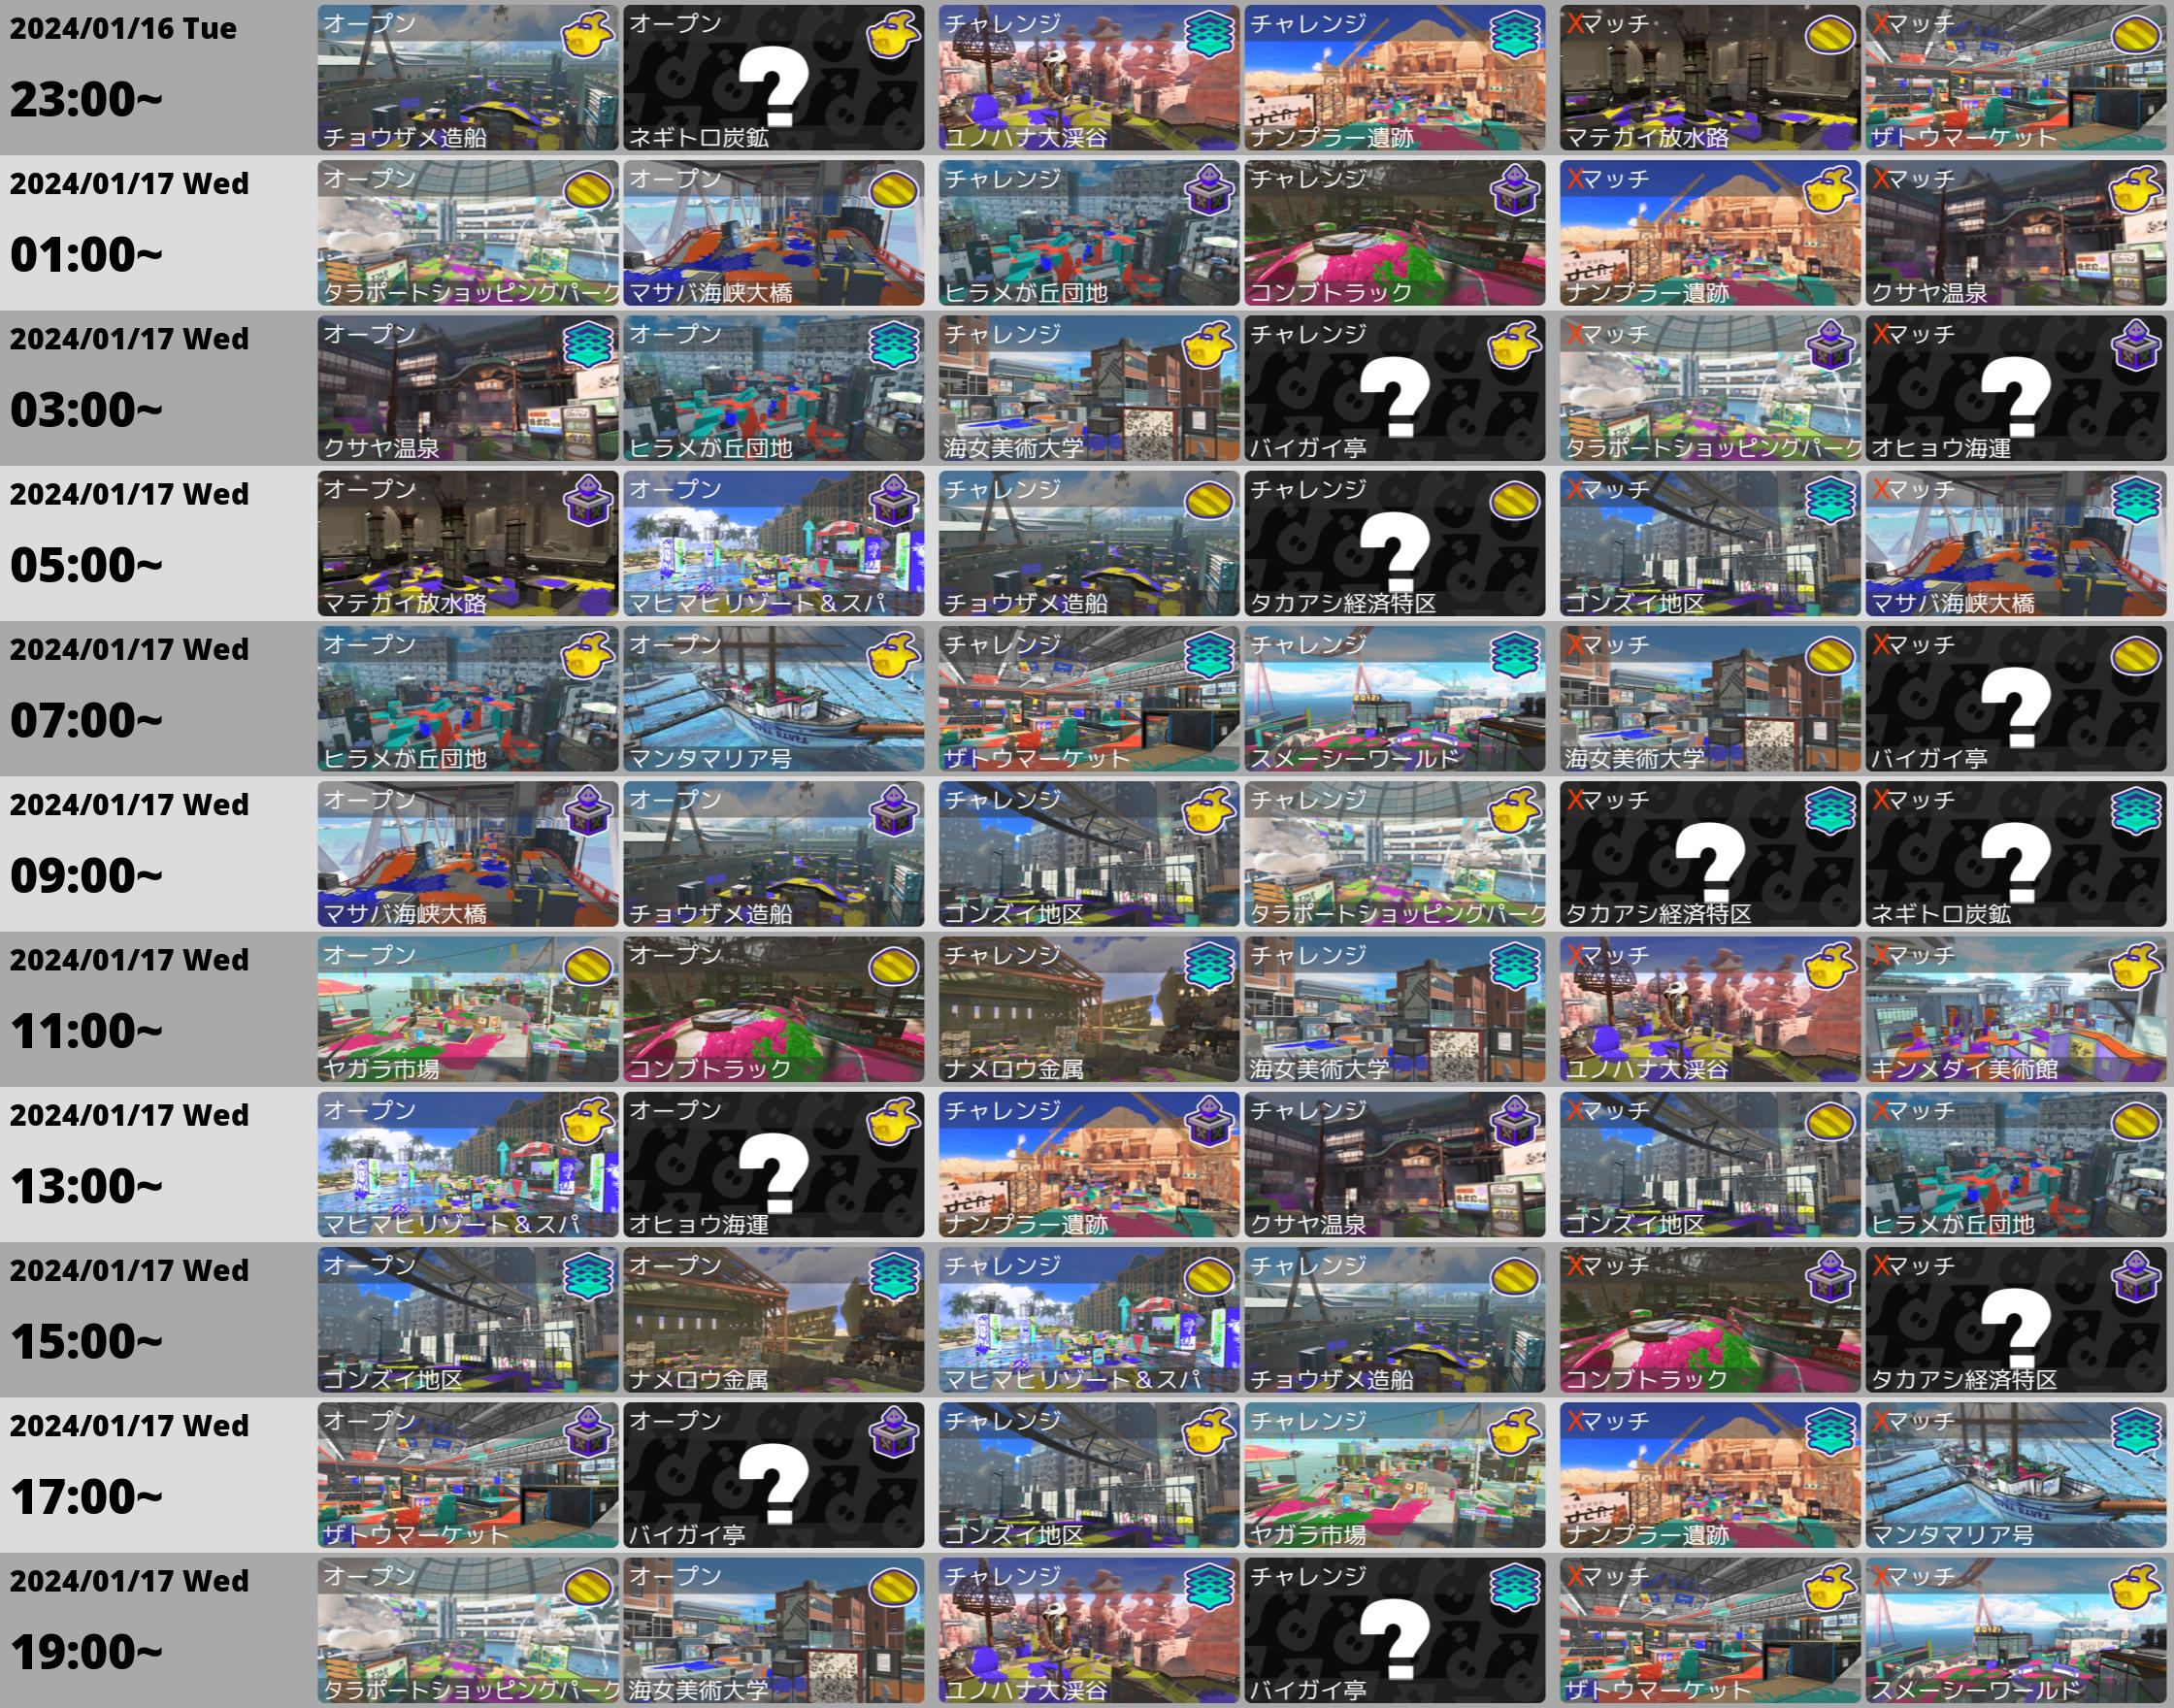 2024/01/16 Tue
23:00~
オープン
チョウザメ造船
オープン
ネギトロ炭鉱
チャレンジ
ユノハナ大渓谷
チャレンジ
ナンプラー遺跡
Xマッチ
マテガイ放水路
Xマッチ
ザトウマーケット
2024/01/17 Wed
01:00~
オープン
タラポートショッピングパーク
オープン
マサバ海峡大橋
チャレンジ
ヒラメが丘団地
チャレンジ
コンブトラック
Xマッチ
ナンプラー遺跡
Xマッチ
クサヤ温泉
2024/01/17 Wed
03:00~
オープン
クサヤ温泉
オープン
ヒラメが丘団地
チャレンジ
海女美術大学
チャレンジ
?
バイガイ亭
Xマッチ
タラポートショッピングパーク
Xマッチ
?
オヒョウ海運
2024/01/17 Wed
05:00~
オープン
マテガイ放水路
オープン
マヒマヒリゾート&スパ
チャレンジ
チョウザメ造船
チャレンジ
?
タカアシ経済特区
Xマッチ
ゴンズイ地区
Xマッチ
マサバ海峡大橋
2024/01/17 Wed
07:00~
オープン
ヒラメが丘団地
オープン
マンタマリア号
チャレンジ
ザトウマーケット
チャレンジ
スメーシーワールド
Xマッチ
海女美術大学
Xマッチ
?
バイガイ亭
2024/01/17 Wed
09:00~
オープン
マサバ海峡大橋
オープン
チョウザメ造船
チャレンジ
ゴンズイ地区
チャレンジ
タラポートショッピングパーク
Xマッチ
?
タカアシ経済特区
Xマッチ
?
ネギトロ炭鉱
2024/01/17 Wed
11:00~
オープン
ヤガラ市場
オープン
コンブトラック
チャレンジ
ナメロウ金属
チャレンジ
海女美術大学
Xマッチ
ユノハナ大渓谷
Xマッチ
キンメダイ美術館
2024/01/17 Wed
13:00~
オープン
マヒマヒリゾート&スパ
オープン
?
オヒョウ海運
チャレンジ
ナンプラー遺跡
チャレンジ
クサヤ温泉
Xマッチ
ゴンズイ地区
Xマッチ
ヒラメが丘団地
2024/01/17 Wed
15:00~
オープン
ゴンズイ地区
オープン
ナメロウ金属
チャレンジ
マヒマヒリゾート&スパ
チャレンジ
チョウザメ造船
Xマッチ
コンブトラック
Xマッチ
?
タカアシ経済特区
2024/01/17 Wed
17:00~
オープン
ザトウマーケット
オープン
?
バイガイ亭
チャレンジ
ゴンズイ地区
チャレンジ
ヤガラ市場
Xマッチ
ナンプラー遺跡
Xマッチ
マンタマリア号
2024/01/17 Wed
19:00~
オープン
タラポートショッピングパーク
オープン
海女美術大学
チャレンジ
ユノハナ大渓谷
チャレンジ
?
バイガイ亭
Xマッチ
ザトウマーケット
Xマッチ
スメーシーワールド